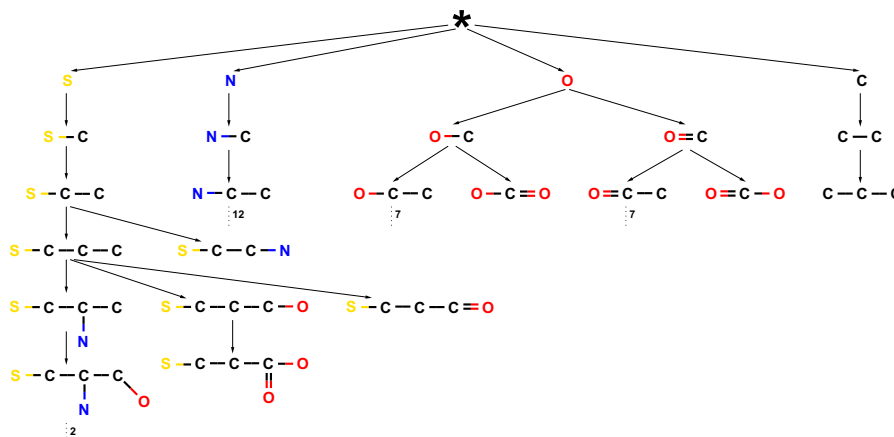 *
S N O C
S-C N-C O-C O=C C-C
S-C-C N-C-C O-C-C O-C=O O=C-C O=C-O C-C-C
12 7 7
S-C-C-C S-C-C-N
S-C-C-C S-C-C-O S-C-C-C=O
N
S-C-C-C S-C-C-O
N O O
2